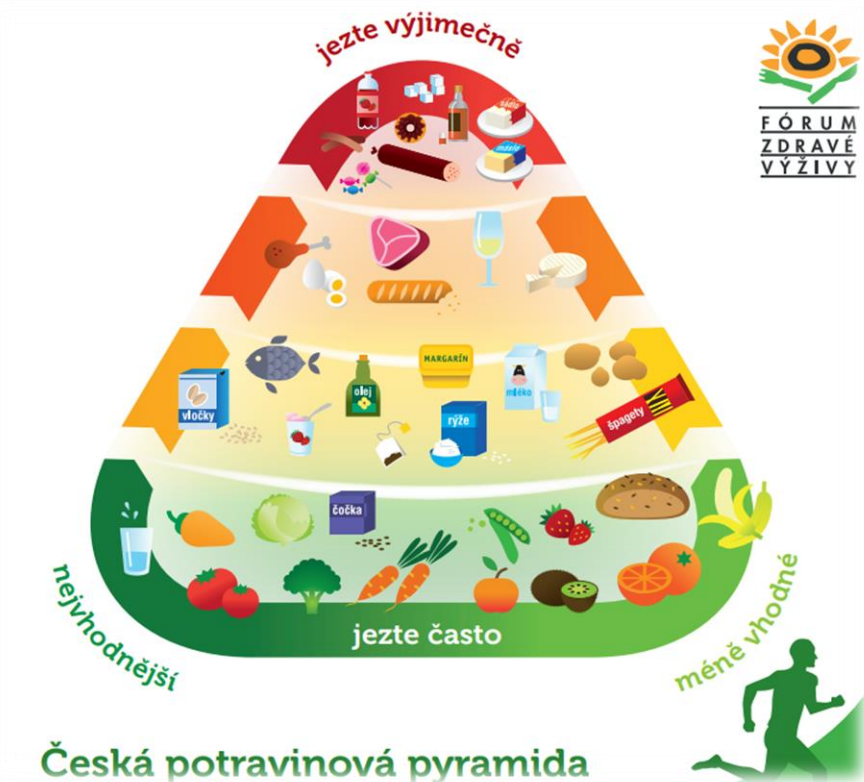 jezte výjimečně
FÓRUM
ZDRAVÉ
VÝŽIVY
sádlo
máslo
MARGARÍN
vločky
olej
mléko
rýže
špagety
čočka
nejvhodnější
jezte často
méně vhodné
Česká potravinová pyramida